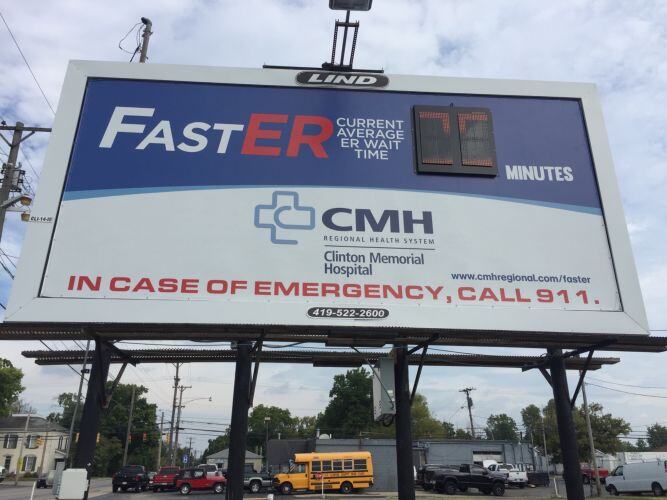 LIND
FASTER
CURRENT
AVERAGE
ER WAIT
TIME
MINUTES
CMH
REGIONAL HEALTH SYSTEM
Clinton Memorial
Hospital
www.cmhregional.com/faster
IN CASE OF EMERGENCY, CALL 911.
419-522-2600